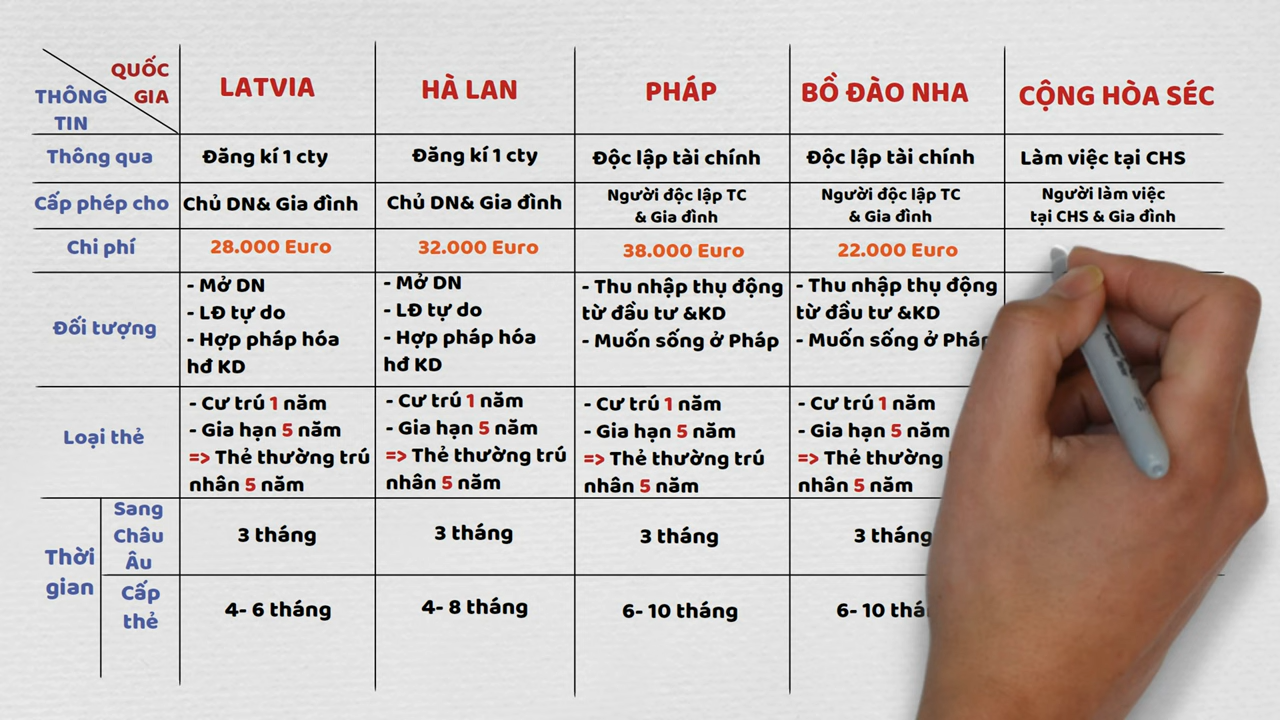 QUỐC
GIA
THÔNG
TIN
LATVIA
HÀ LAN
PHÁP
BỒ ĐÀO NHA
CỘNG HÒA SÉC
Thông qua
Đăng kí 1 cty
Đăng kí 1 cty
Độc lập tài chính
Độc lập tài chính
Làm việc tại CHS
Cấp phép cho
Chủ DN& Gia đình
Chủ DN& Gia đình
Người độc lập TC
& Gia đình
Người độc lập TC
& Gia đình
Người làm việc
tại CHS & Gia đình
Chi phí
28.000 Euro
32.000 Euro
38.000 Euro
22.000 Euro
Đối tượng
- Mở DN
- LĐ tự do
- Hợp pháp hóa
hđ KD
- Mở DN
- LĐ tự do
- Hợp pháp hóa
hđ KD
- Thu nhập thụ động
từ đầu tư &KD
- Muốn sống ở Pháp
- Thu nhập thụ động
từ đầu tư &KD
- Muốn sống ở Pháp
Loại thẻ
- Cư trú 1 năm
- Gia hạn 5 năm
=> Thẻ thường trú
nhân 5 năm
- Cư trú 1 năm
- Gia hạn 5 năm
=> Thẻ thường trú
nhân 5 năm
- Cư trú 1 năm
- Gia hạn 5 năm
=> Thẻ thường trú
nhân 5 năm
- Cư trú 1 năm
- Gia hạn 5 năm
=> Thẻ thường
nhân 5 năm
Thời
gian
Sang
Châu
Âu
3 tháng
3 tháng
3 tháng
3 tháng
Cấp
thẻ
4- 6 tháng
4- 8 tháng
6- 10 tháng
6- 10